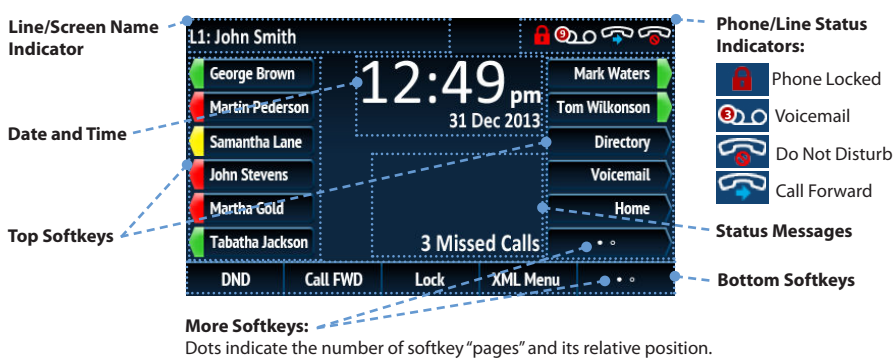 Line/Screen Name
Indicator
Date and Time
Top Softkeys
L1: John Smith
9
George Brown
Martin Pederson
Samantha Lane
John Stevens
Martha Gold
Tabatha Jackson
12:49 pm
31 Dec 2013
3 Missed Calls
Mark Waters
Tom Wilkonson
Directory
Voicemail
Home
DND
Call FWD
Lock
XML Menu
Phone/Line Status
Indicators:
Phone Locked
3
Voicemail
Do Not Disturb
Call Forward
Status Messages
Bottom Softkeys
More Softkeys:
Dots indicate the number of softkey “pages” and its relative position.